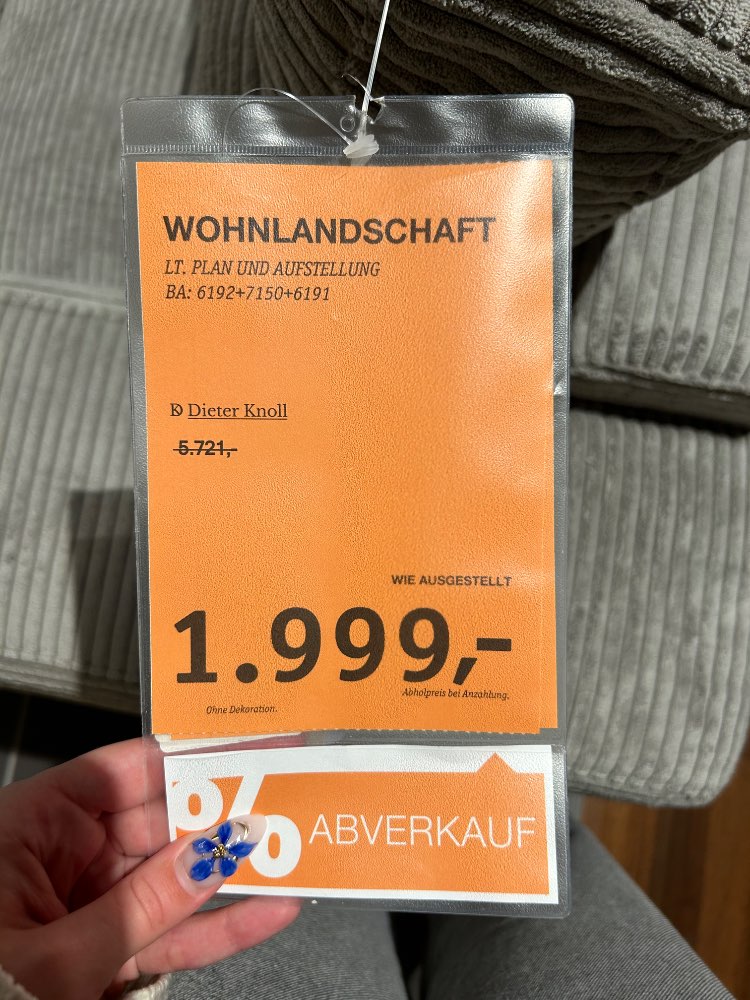 WOHNLANDSCHAFT
LT. PLAN UND AUFSTELLUNG
BA: 6192+7150+6191
Dieter Knoll
5.721,-
WIE AUSGESTELLT
1.999,-
Abholpreis bei Anzahlung.
Ohne Dekoration.
% ABVERKAUF